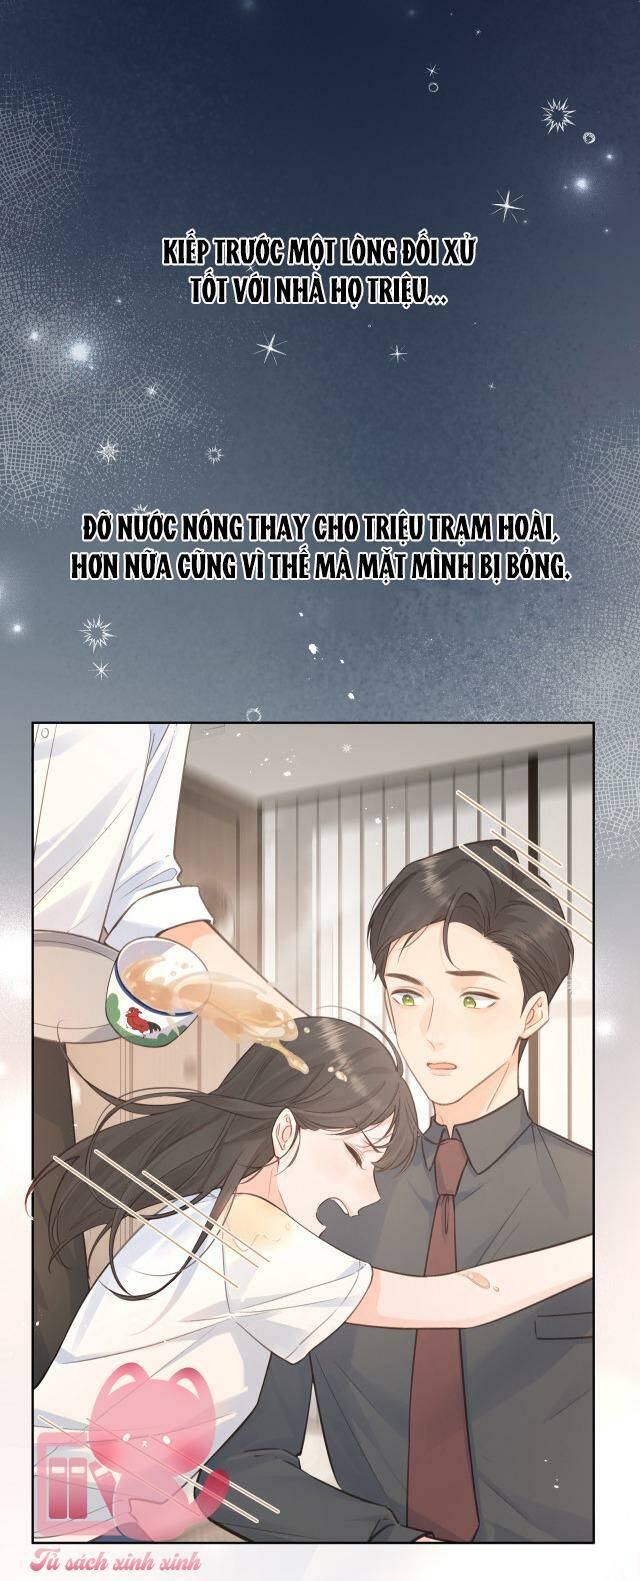 KIẾP TRƯỚC MỘT LÒNG ĐỐI XỬ
TỐT VỚI NHÀ HỌ TRIỆU...
ĐỠ NƯỚC NÓNG THAY CHO TRIỆU TRẠM HOÀI,
HƠN NỮA CŨNG VÌ THẾ MÀ MẶT MÌNH BỊ BỎNG.
Tủ sách xinh xinh